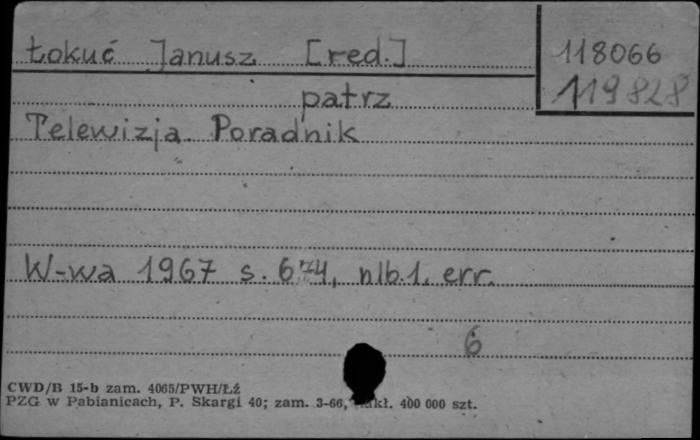 Łokuć Janusz [red.] 118066
119828
patrz
Telewizja. Poradnik
W-wa 1967 s. 674, nlb. 1, err.
6
CWD/B 15-b zam. 4065/PWH/Łź
PZG w Pabianicach, P. Skargi 40; zam. 3-66, nakł. 400 000 szt.